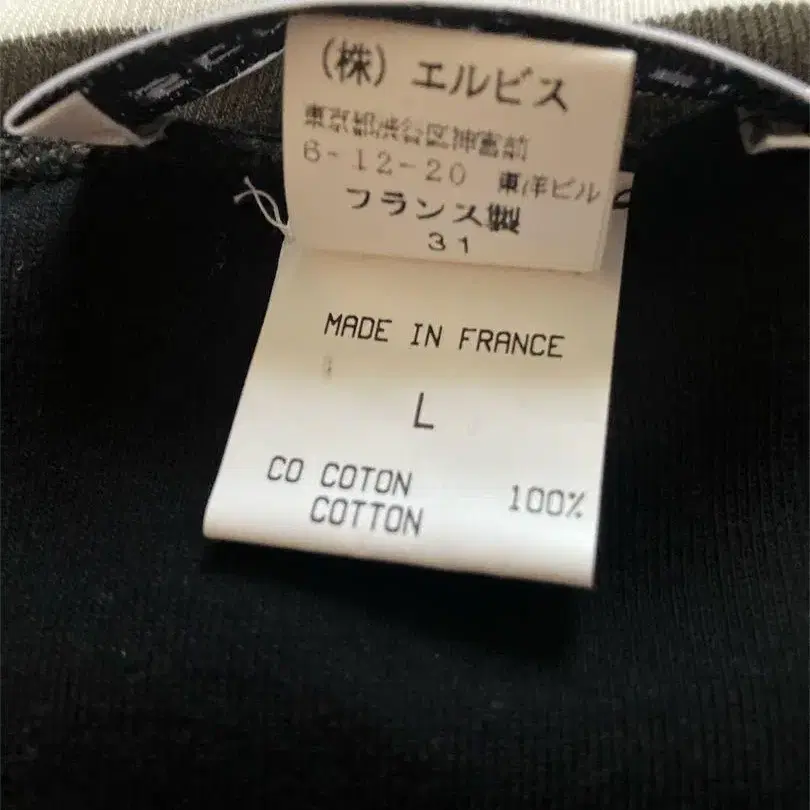 (株) エルビス
東京都渋谷区神宮前
6-12-20 東洋ビル
フランス製
31
MADE IN FRANCE
L
CO COTON 100%
COTTON